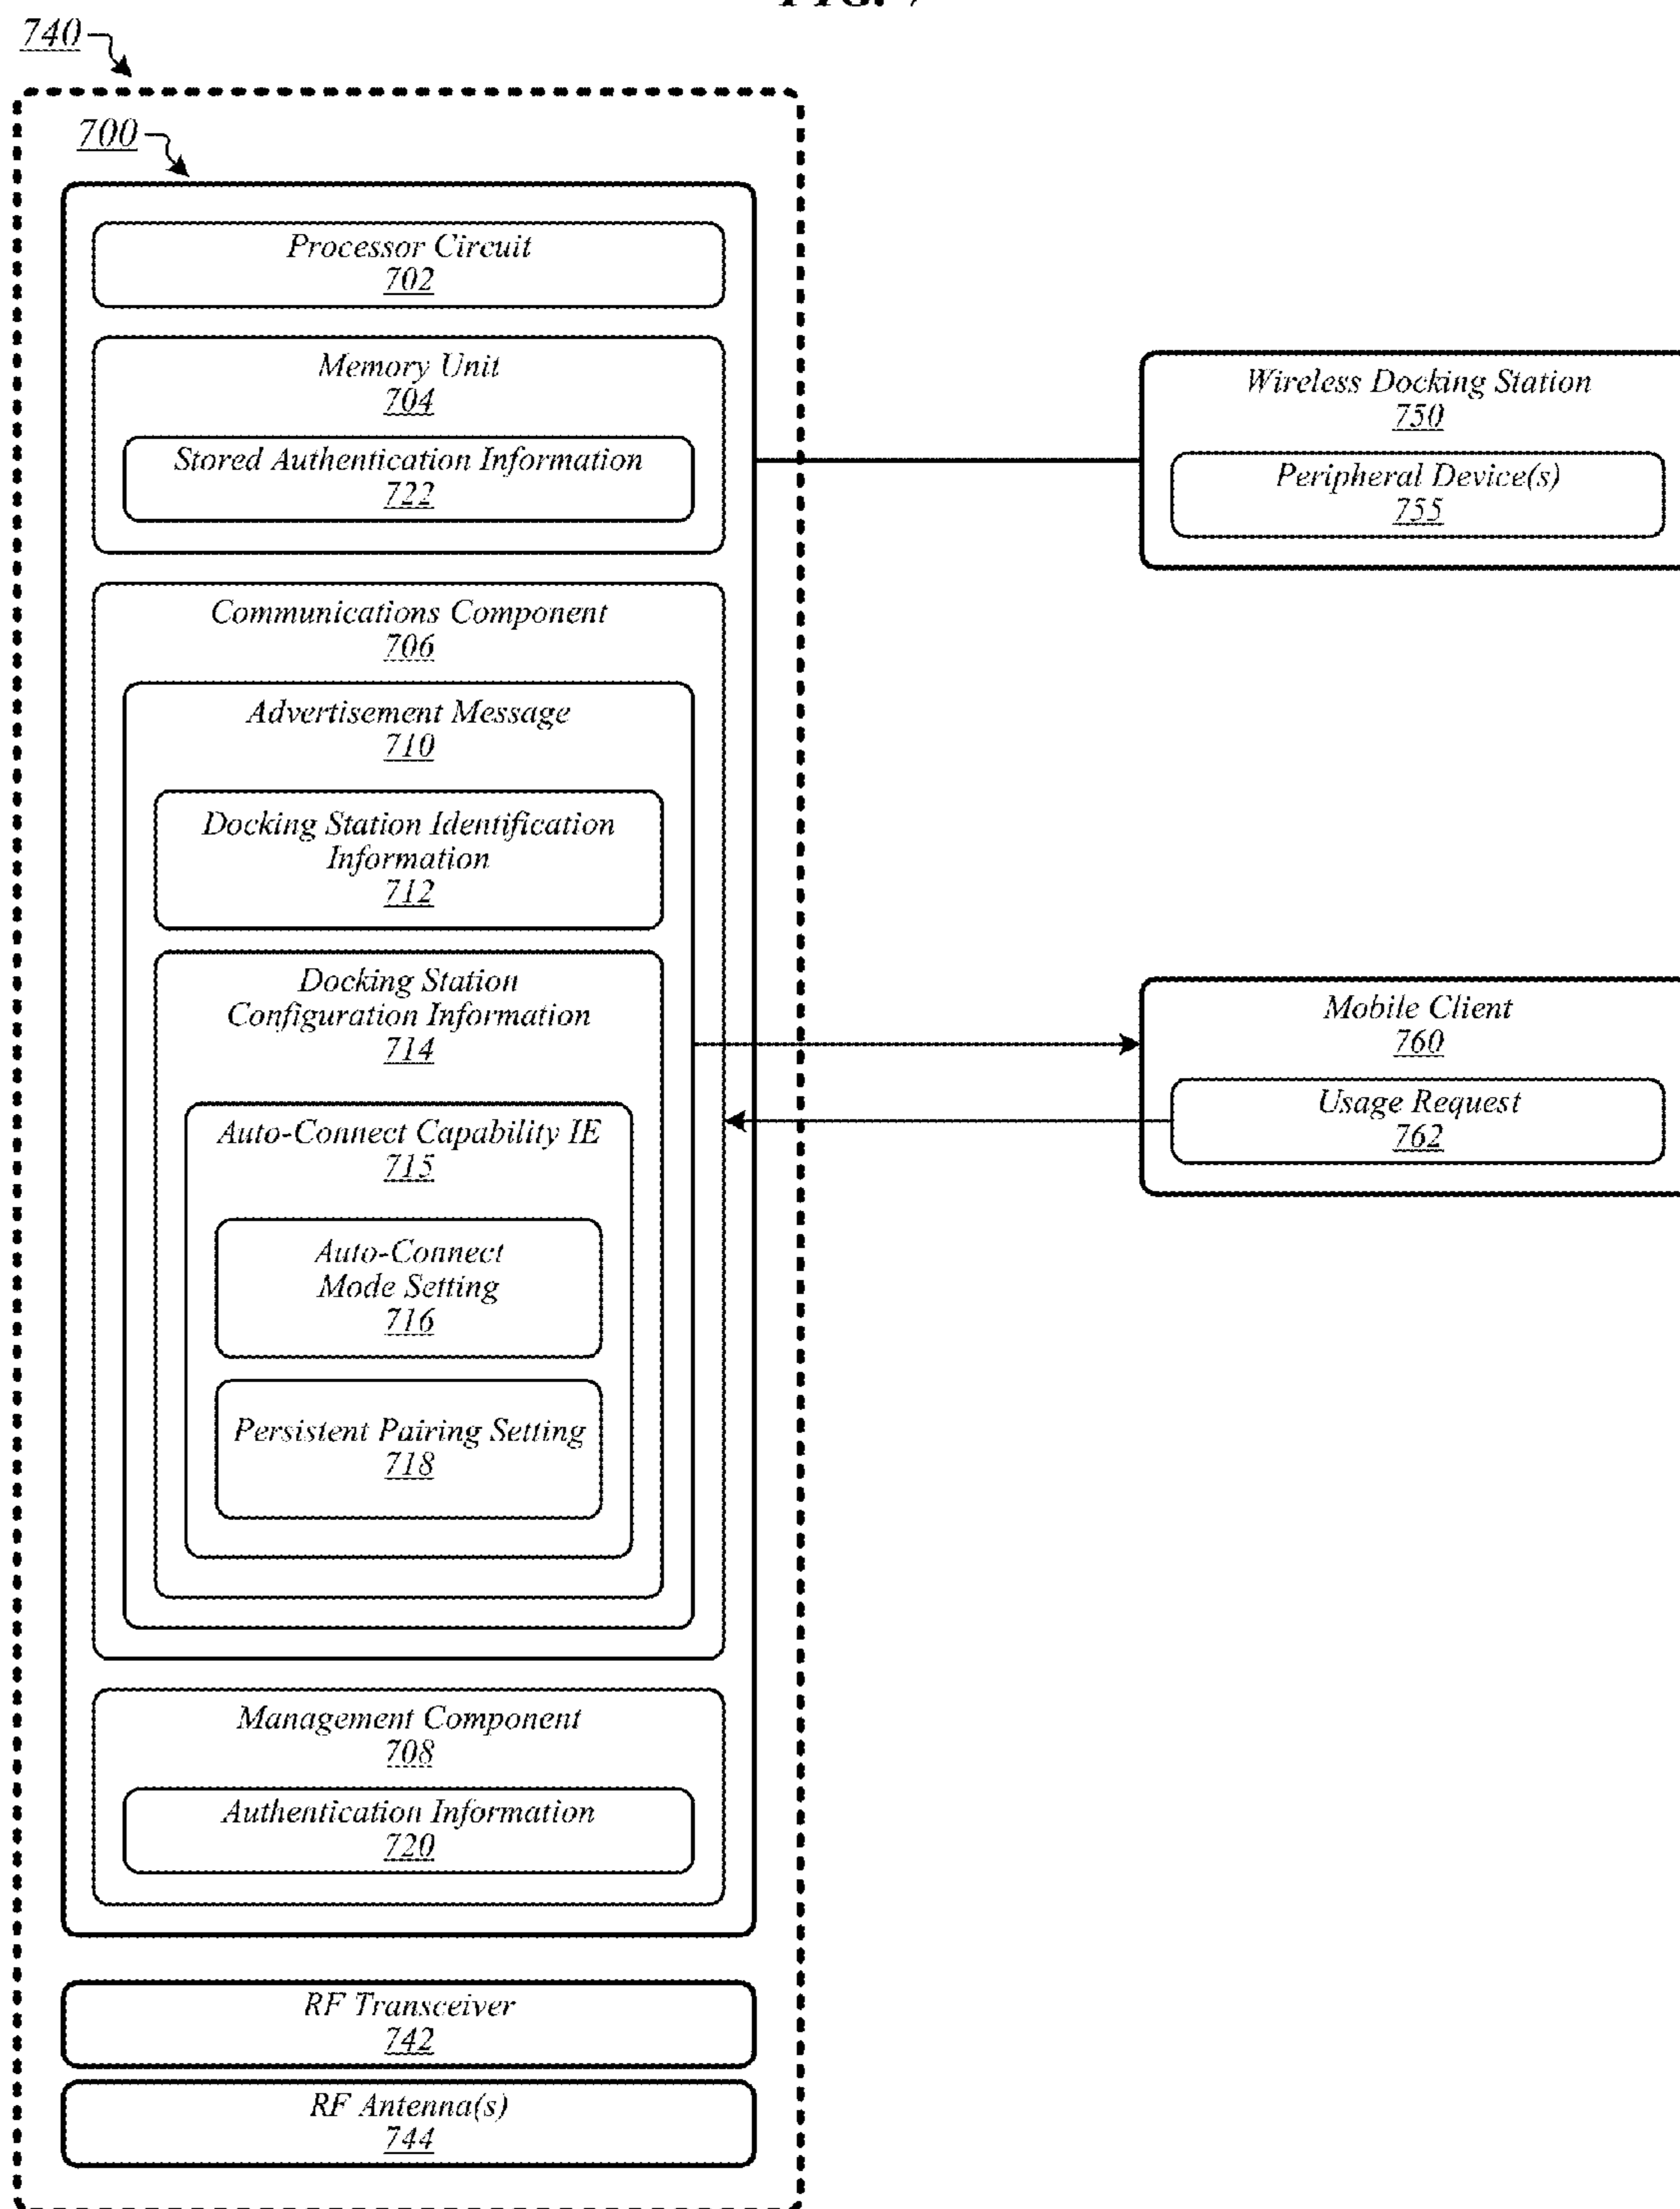 740
700
Processor Circuit
702
Memory Unit
704
Stored Authentication Information
722
Communications Component
706
Advertisement Message
710
Docking Station Identification
Information
712
Docking Station
Configuration Information
714
Auto-Connect Capability IE
715
Auto-Connect
Mode Setting
716
Persistent Pairing Setting
718
Management Component
708
Authentication Information
720
RF Transceiver
742
RF Antenna(s)
744
Wireless Docking Station
750
Peripheral Device(s)
755
Mobile Client
760
Usage Request
762